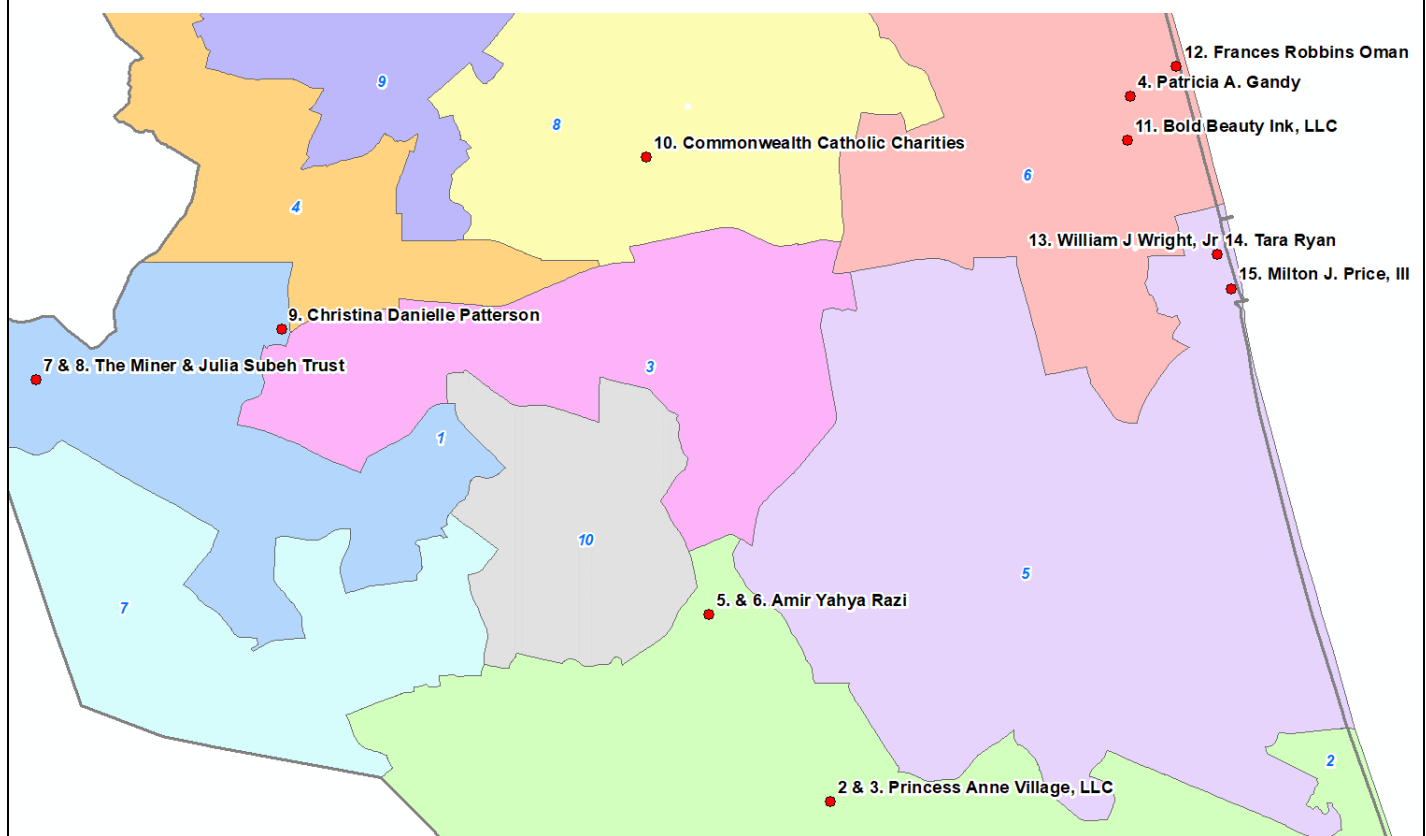 12. Frances Robbins Oman
9
4. Patricia A. Gandy
8
11. Bold Beauty Ink, LLC
10. Commonwealth Catholic Charities
6
4
13. William J Wright, Jr 14. Tara Ryan
15. Milton J. Price, III
9. Christina Danielle Patterson
7 & 8. The Miner & Julia Subeh Trust
3
1
10
5
7
5. & 6. Amir Yahya Razi
2
2 & 3. Princess Anne Village, LLC